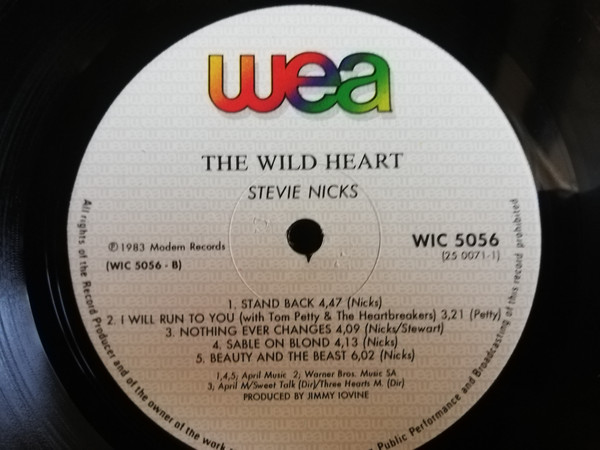 wea
THE WILD HEART
STEVIE NICKS
℗ 1983 Modern Records
(WIC 5056 - B)
WIC 5056
(25 0071-1)
1. STAND BACK 4,47 (Nicks)
2. I WILL RUN TO YOU (with Tom Petty & The Heartbreakers) 3,21 (Petty)
3. NOTHING EVER CHANGES 4,09 (Nicks/Stewart)
4. SABLE ON BLOND 4,13 (Nicks)
5. BEAUTY AND THE BEAST 6,02 (Nicks)
1,4,5; April Music 2; Warner Bros. Music SA
3; April M/Sweet Talk (Dir)/Three Hearts M. (Dir)
PRODUCED BY JIMMY IOVINE
All rights of the Record Producer and of the owner of the work
Public Performance and Broadcasting of this record prohibited